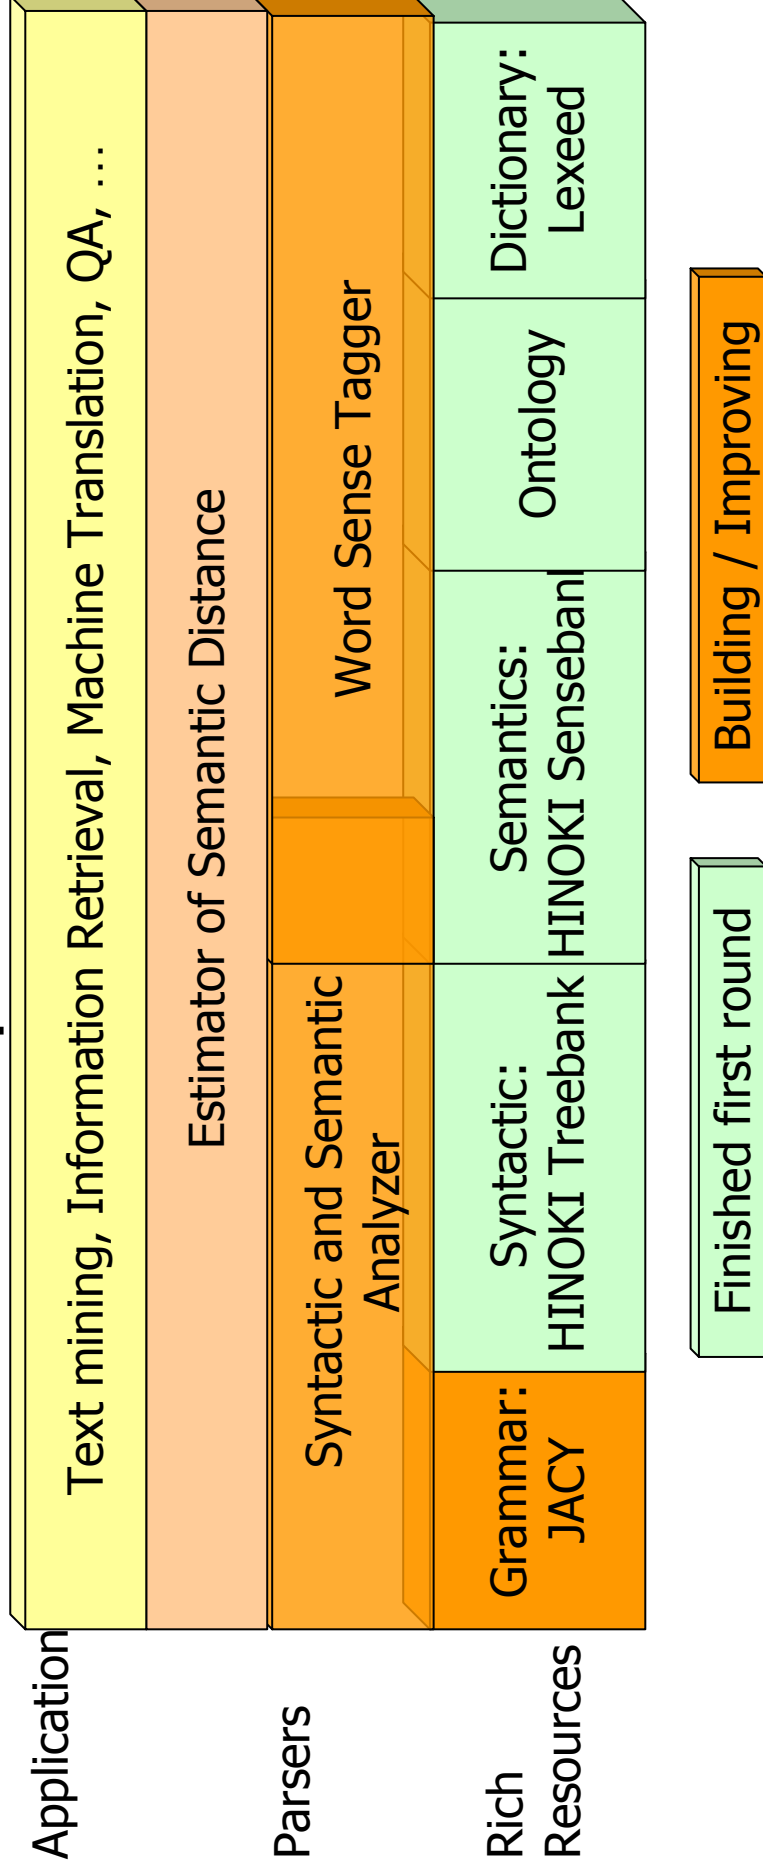 Application
Text mining, Information Retrieval, Machine Translation, QA, …
Estimator of Semantic Distance
Parsers
Syntactic and Semantic
Analyzer
Word Sense Tagger
Rich
Resources
Grammar:
JACY
Syntactic:
HINOKI Treebank
Semantics:
HINOKI Sensebank
Ontology
Dictionary:
Lexeed
Finished first round
Building / Improving